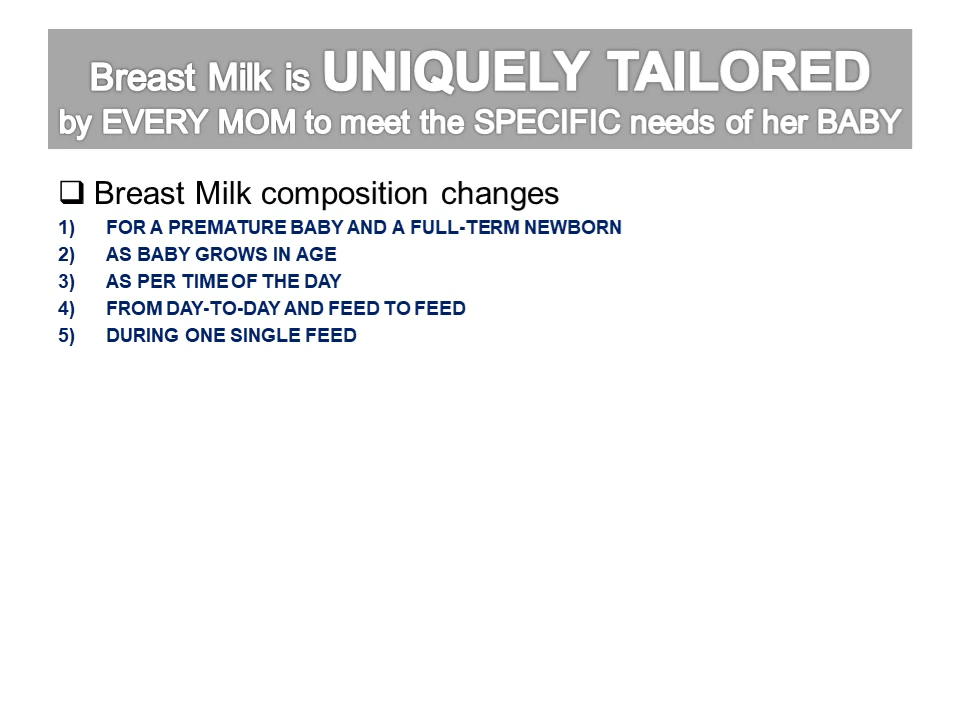 Breast Milk is UNIQUELY TAILORED
by EVERY MOM to meet the SPECIFIC needs of her BABY
❑ Breast Milk composition changes
1) FOR A PREMATURE BABY AND A FULL-TERM NEWBORN
2) AS BABY GROWS IN AGE
3) AS PER TIME OF THE DAY
4) FROM DAY-TO-DAY AND FEED TO FEED
5) DURING ONE SINGLE FEED